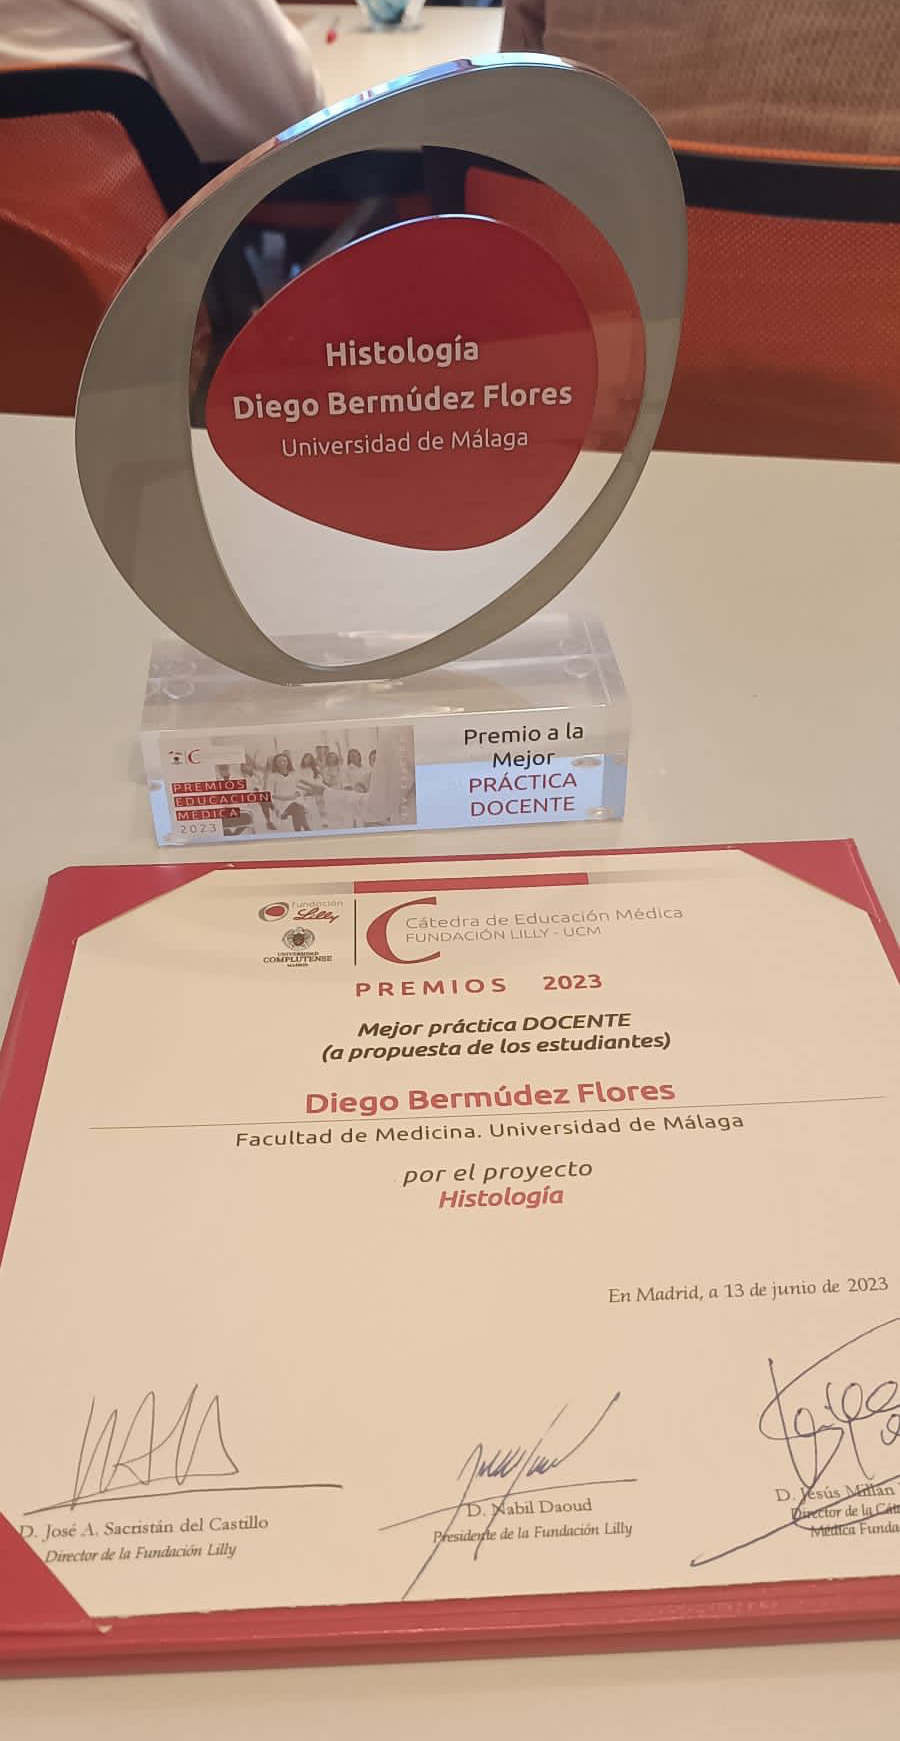 Histología
Diego Bermúdez Flores
Universidad de Málaga
PREMIOS
EDUCACIÓN
MÉDICA
2023
Premio a la
Mejor
PRÁCTICA
DOCENTE
Fundación
Lilly
UNIVERSIDAD
COMPLUTENSE
MADRID
Cátedra de Educación Médica
FUNDACIÓN LILLY - UCM
PREMIOS 2023
Mejor práctica DOCENTE
(a propuesta de los estudiantes)
Diego Bermúdez Flores
Facultad de Medicina. Universidad de Málaga
por el proyecto
Histología
En Madrid, a 13 de junio de 2023
D. José A. Sacristán del Castillo
Director de la Fundación Lilly
D. Nabil Daoud
Presidente de la Fundación Lilly
D. Jesús Millán
Director de la Cát
Médica Funda